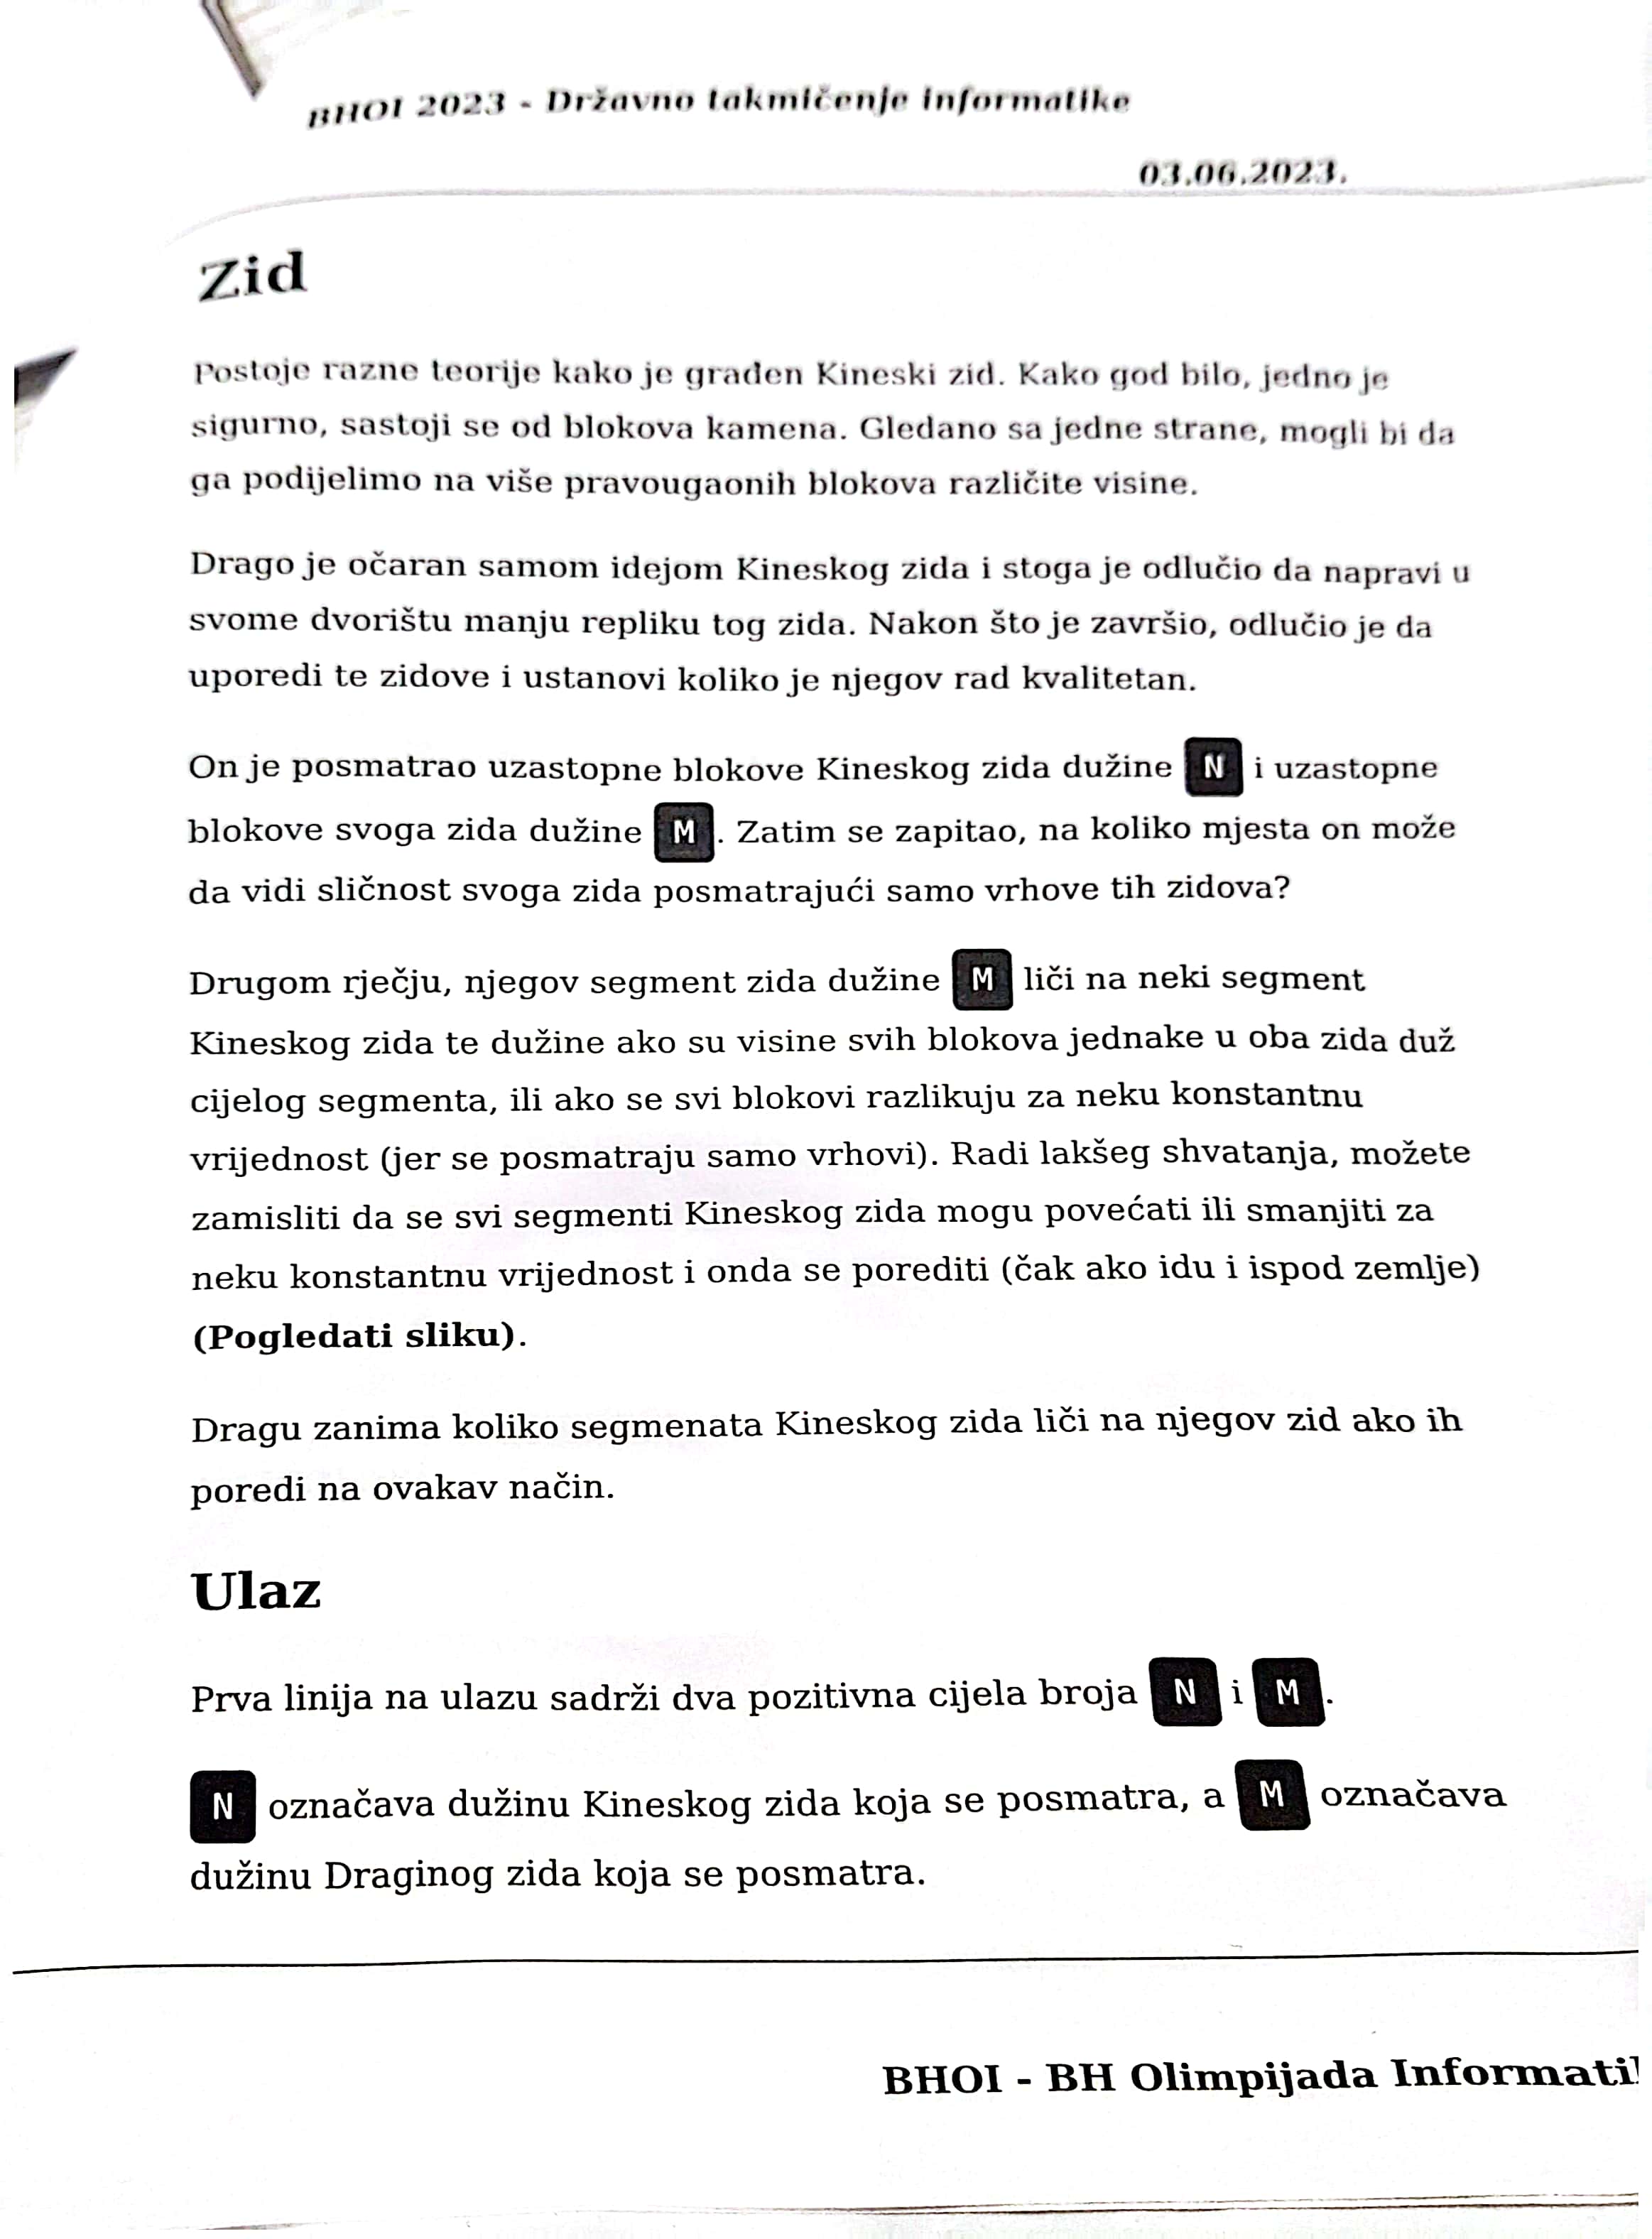 BHOI 2023 - Državno takmičenje informatike
03.06.2023.
Zid
Postoje razne teorije kako je građen Kineski zid. Kako god bilo, jedno je
sigurno, sastoji se od blokova kamena. Gledano sa jedne strane, mogli bi da
ga podijelimo na više pravougaonih blokova različite visine.
Drago je očaran samom idejom Kineskog zida i stoga je odlučio da napravi u
svome dvorištu manju repliku tog zida. Nakon što je završio, odlučio je da
uporedi te zidove i ustanovi koliko je njegov rad kvalitetan.
On je posmatrao uzastopne blokove Kineskog zida dužine N i uzastopne
blokove svoga zida dužine M. Zatim se zapitao, na koliko mjesta on može
da vidi sličnost svoga zida posmatrajući samo vrhove tih zidova?
Drugom rječju, njegov segment zida dužine M liči na neki segment
Kineskog zida te dužine ako su visine svih blokova jednake u oba zida duž
cijelog segmenta, ili ako se svi blokovi razlikuju za neku konstantnu
vrijednost (jer se posmatraju samo vrhovi). Radi lakšeg shvatanja, možete
zamisliti da se svi segmenti Kineskog zida mogu povećati ili smanjiti za
neku konstantnu vrijednost i onda se porediti (čak ako idu i ispod zemlje)
(Pogledati sliku).
Dragu zanima koliko segmenata Kineskog zida liči na njegov zid ako ih
poredi na ovakav način.
Ulaz
Prva linija na ulazu sadrži dva pozitivna cijela broja N i M.
N označava dužinu Kineskog zida koja se posmatra, a M označava
dužinu Draginog zida koja se posmatra.
BHOI - BH Olimpijada Informati